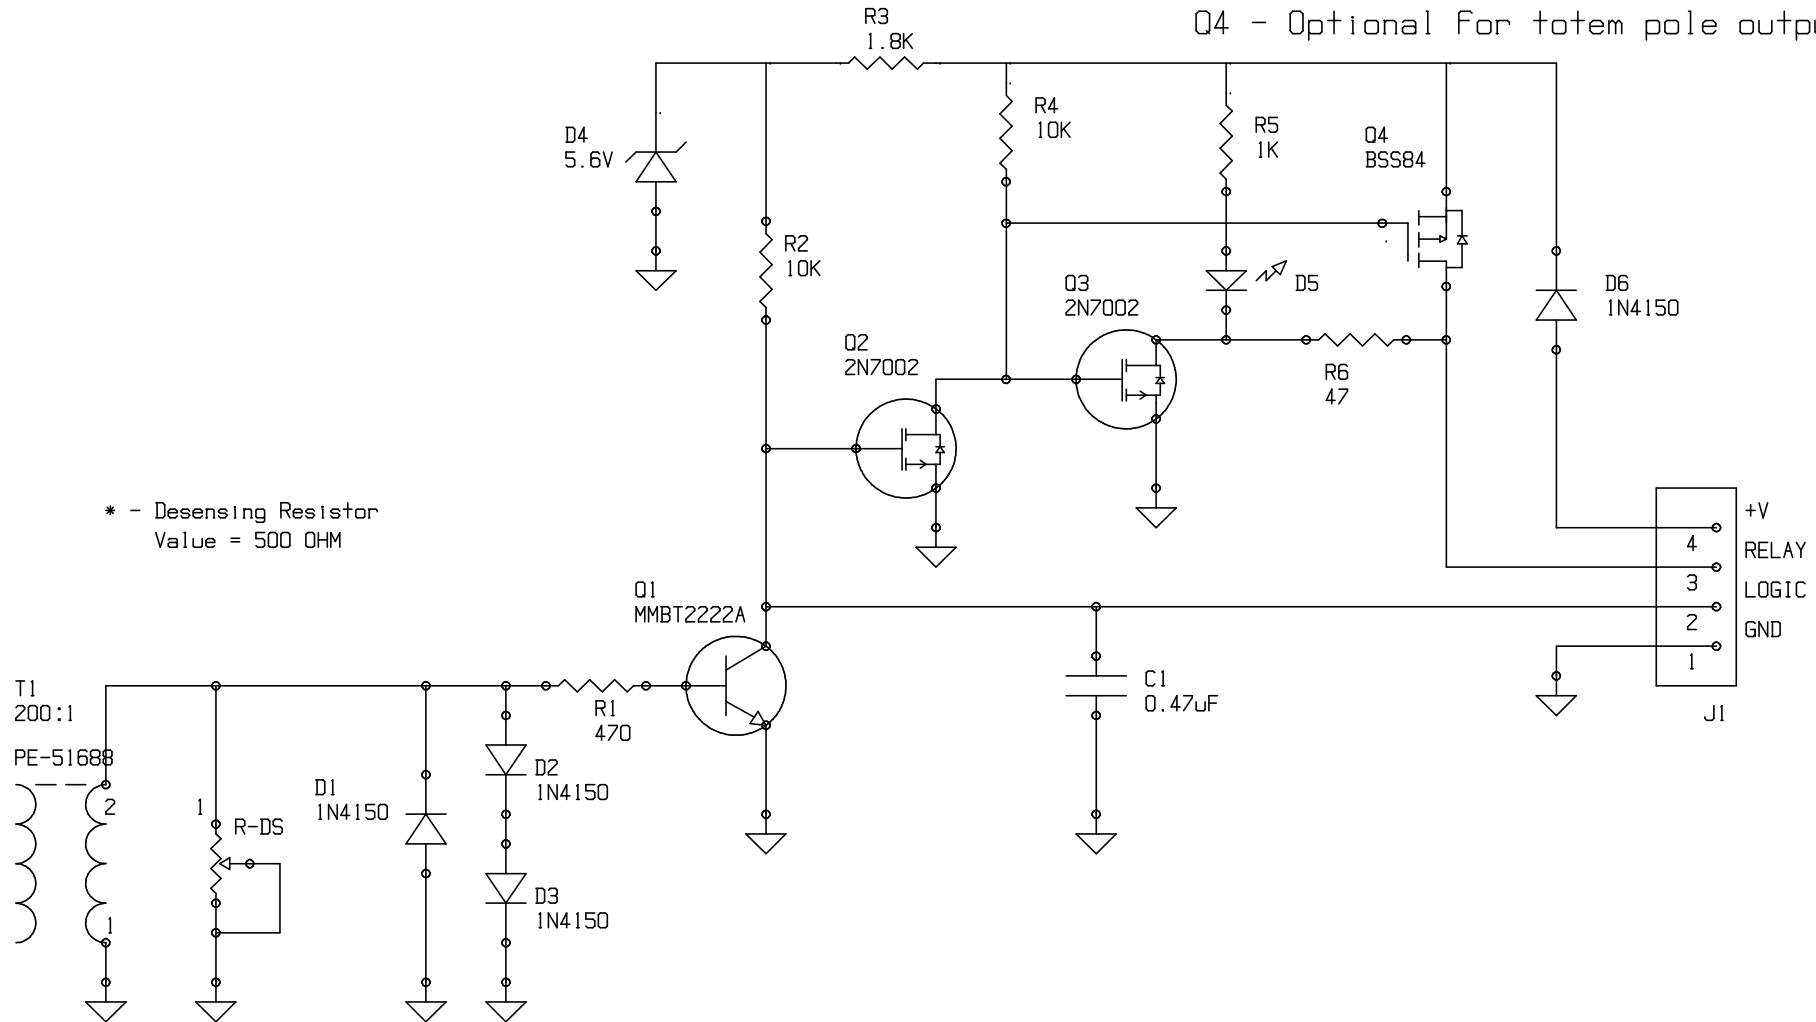 R3
1.8K
Q4 - Optional For totem pole
D4
5.6V
R4
10K
R5
1K
Q4
BSS84
R2
10K
Q3
2N7002
D5
D6
1N4150
Q2
2N7002
R6
47
* - Desensing Resistor
Value = 500 OHM
+V
4
RELAY
3
LOGIC
2
GND
1
J1
Q1
MMBT2222A
T1
200:1
PE-51688
R1
470
C1
0.47uF
2
1
1
R-DS
D1
1N4150
D2
1N4150
D3
1N4150